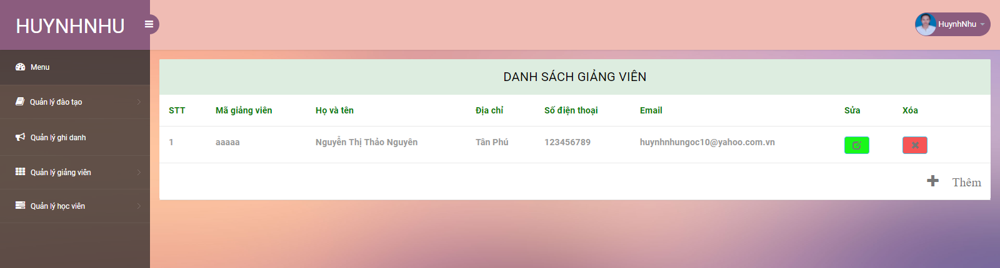 HUYNHNHU
HuynhNhu
Menu
Quản lý đào tạo
Quản lý ghi danh
Quản lý giảng viên
Quản lý học viên
DANH SÁCH GIẢNG VIÊN
STT Mã giảng viên Họ và tên Địa chỉ Số điện thoại Email Sửa Xóa
1 aaaaa Nguyễn Thị Thảo Nguyên Tân Phú 123456789 huynhnhungoc10@yahoo.com.vn
Thêm